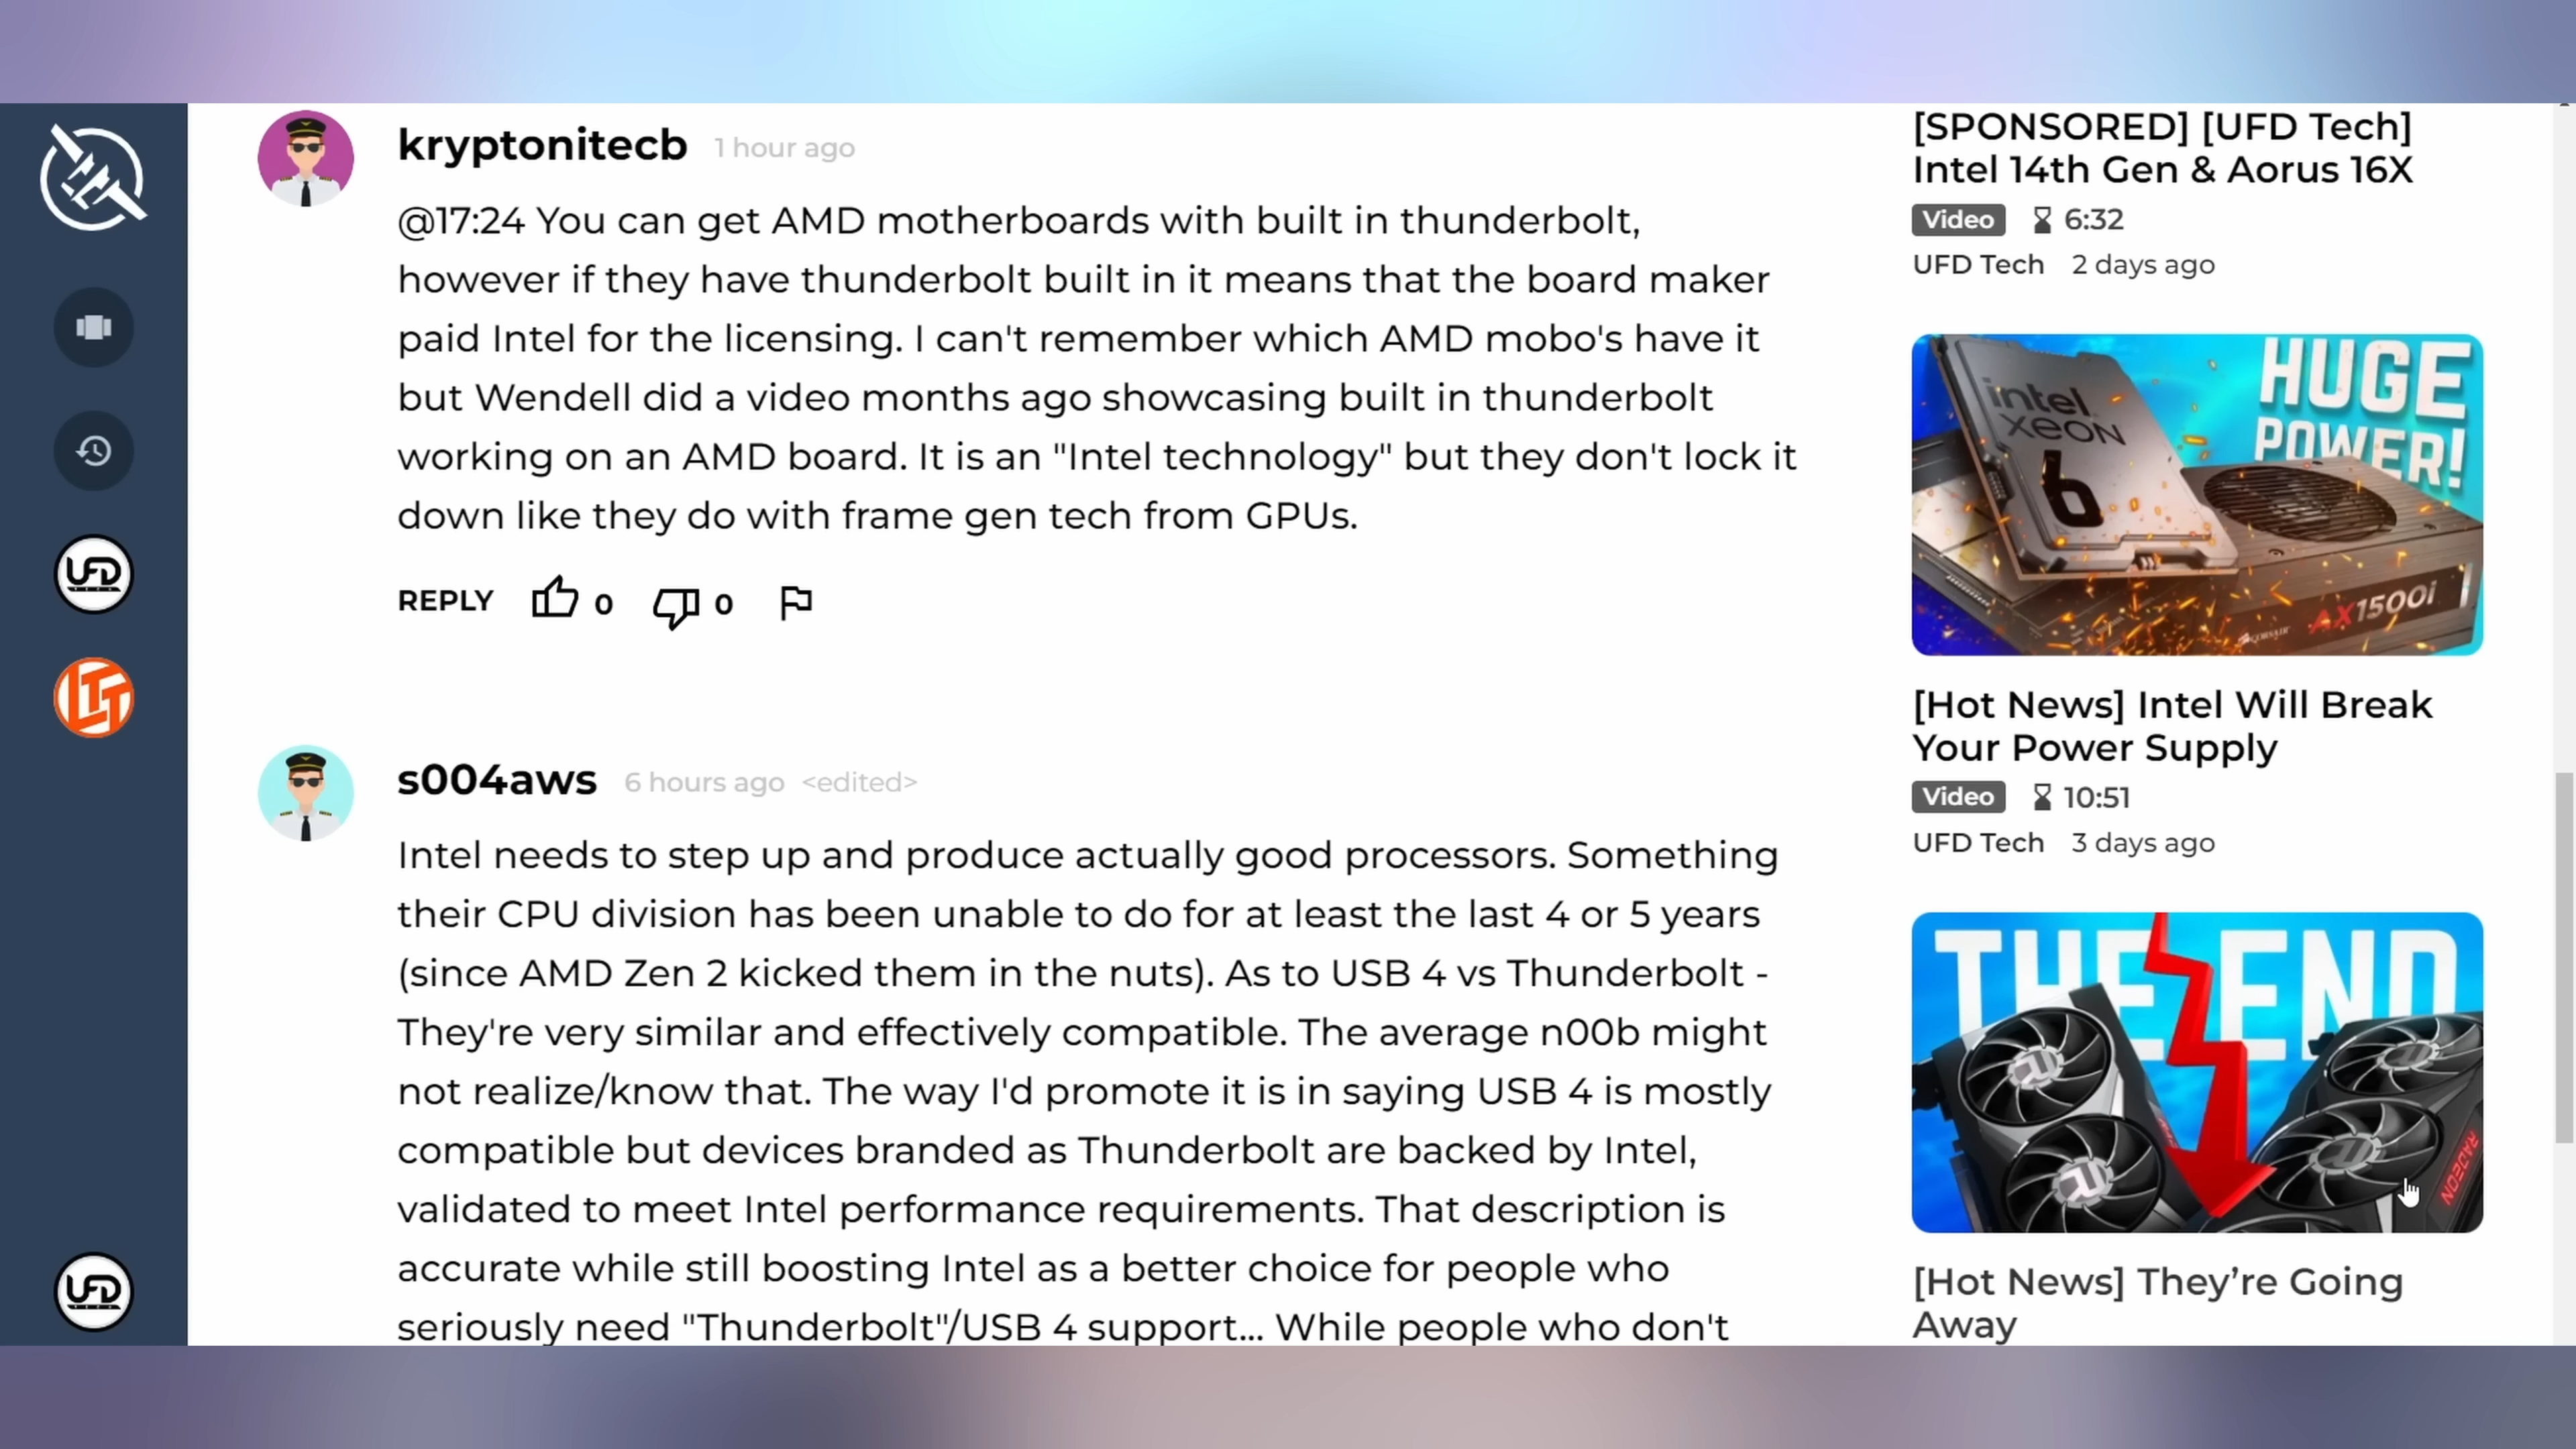 kryptonitecb 1 hour ago
@17:24 You can get AMD motherboards with built in thunderbolt,
however if they have thunderbolt built in it means that the board maker
paid Intel for the licensing. I can't remember which AMD mobo's have it
but Wendell did a video months ago showcasing built in thunderbolt
working on an AMD board. It is an "Intel technology" but they don't lock it
down like they do with frame gen tech from GPUs.
REPLY 0 0
s004aws 6 hours ago <edited>
Intel needs to step up and produce actually good processors. Something
their CPU division has been unable to do for at least the last 4 or 5 years
(since AMD Zen 2 kicked them in the nuts). As to USB 4 vs Thunderbolt -
They're very similar and effectively compatible. The average n00b might
not realize/know that. The way I'd promote it is in saying USB 4 is mostly
compatible but devices branded as Thunderbolt are backed by Intel,
validated to meet Intel performance requirements. That description is
accurate while still boosting Intel as a better choice for people who
seriously need "Thunderbolt"/USB 4 support... While people who don't
[SPONSORED] [UFD Tech]
Intel 14th Gen & Aorus 16X
Video 6:32
UFD Tech 2 days ago
HUGE
POWER!
intel
XEON
6
CORSAIR
AX1500i
[Hot News] Intel Will Break
Your Power Supply
Video 10:51
UFD Tech 3 days ago
THE END
RADEON
[Hot News] They’re Going
Away
UFD
TECH
LTT
UFD
TECH